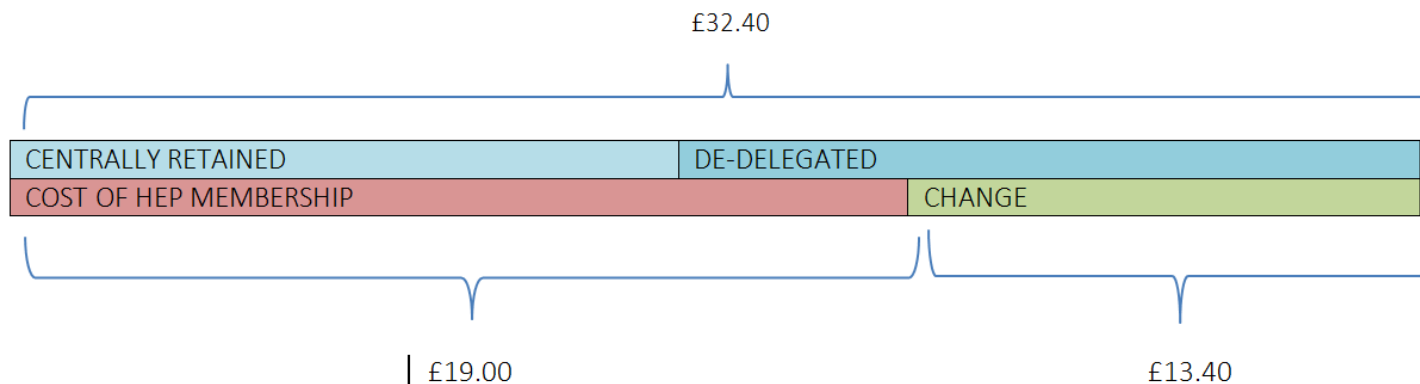 £32.40
CENTRALLY RETAINED DE-DELEGATED
COST OF HEP MEMBERSHIP CHANGE
£19.00 £13.40